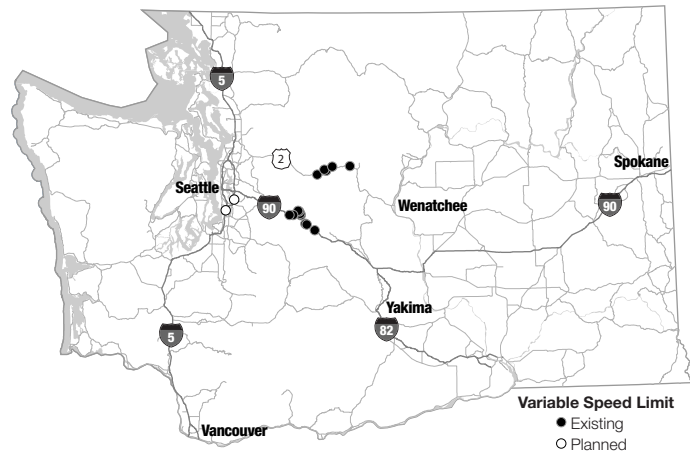 5
2
Spokane
Seattle
90
Wenatchee
90
Yakima
82
5
Variable Speed Limit
Existing
Planned
Vancouver